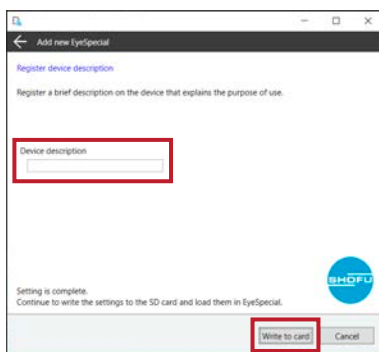 Add new EyeSpecial
Register device description
Register a brief description on the device that explains the purpose of use.
Device description
SHOFU
Setting is complete.
Continue to write the settings to the SD card and load them in EyeSpecial.
Write to card
Cancel